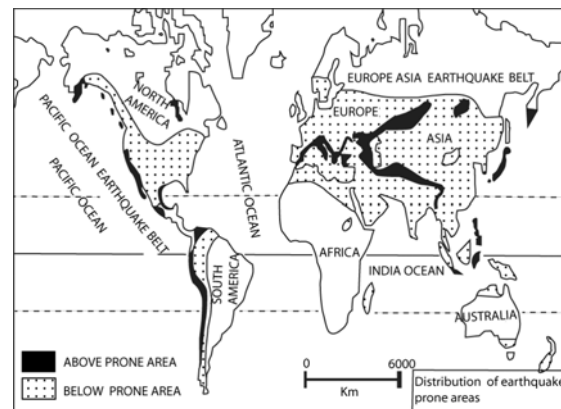 EUROPE ASIA EARTHQUAKE BELT
NORTH
AMERICA
EUROPE
ASIA
PACIFIC OCEAN EARTHQUAKE BELT
PACIFIC OCEAN
ATLANTIC OCEAN
AFRICA
INDIA OCEAN
SOUTH
AMERICA
AUSTRALIA
ABOVE PRONE AREA
BELOW PRONE AREA
0 6000
Km
Distribution of earthquake
prone areas